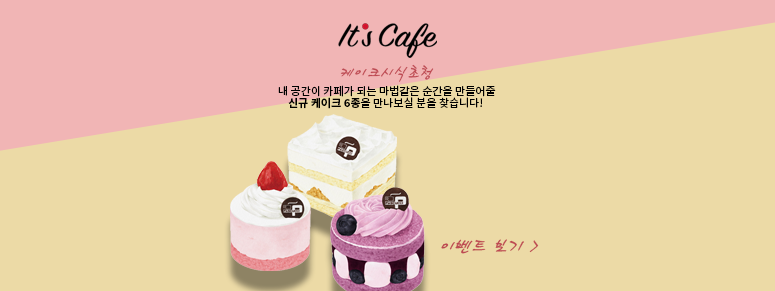 It's Cafe
케이크시식초청
내 공간이 카페가 되는 마법같은 순간을 만들어줄
신규 케이크 6종을 만나보실 분을 찾습니다!
이벤트 보기 >